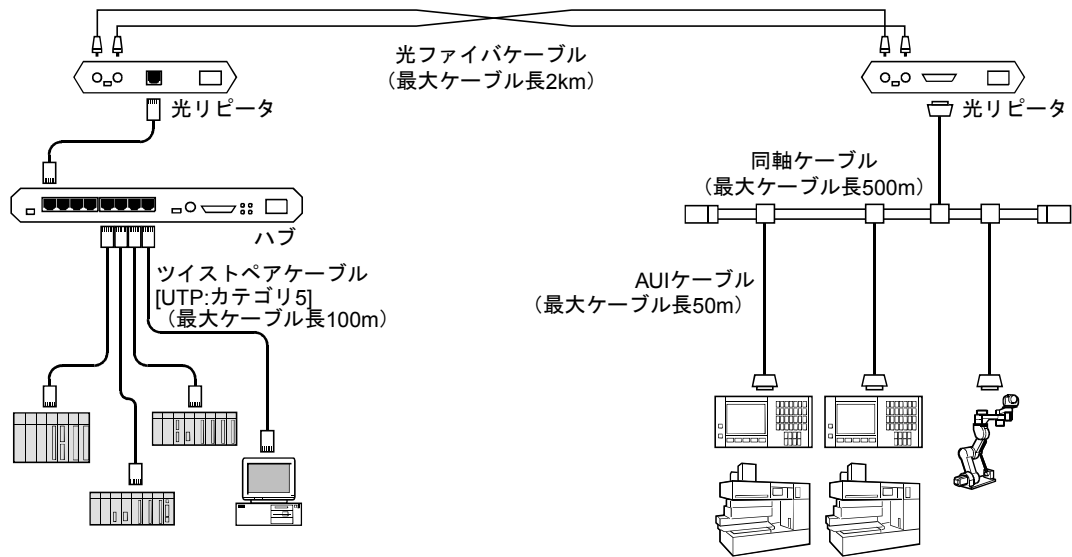 光ファイバケーブル
（最大ケーブル長2km）
光リピータ
光リピータ
同軸ケーブル
（最大ケーブル長500m）
ハブ
ツイストペアケーブル
[UTP:カテゴリ5]
（最大ケーブル長100m）
AUIケーブル
（最大ケーブル長50m）